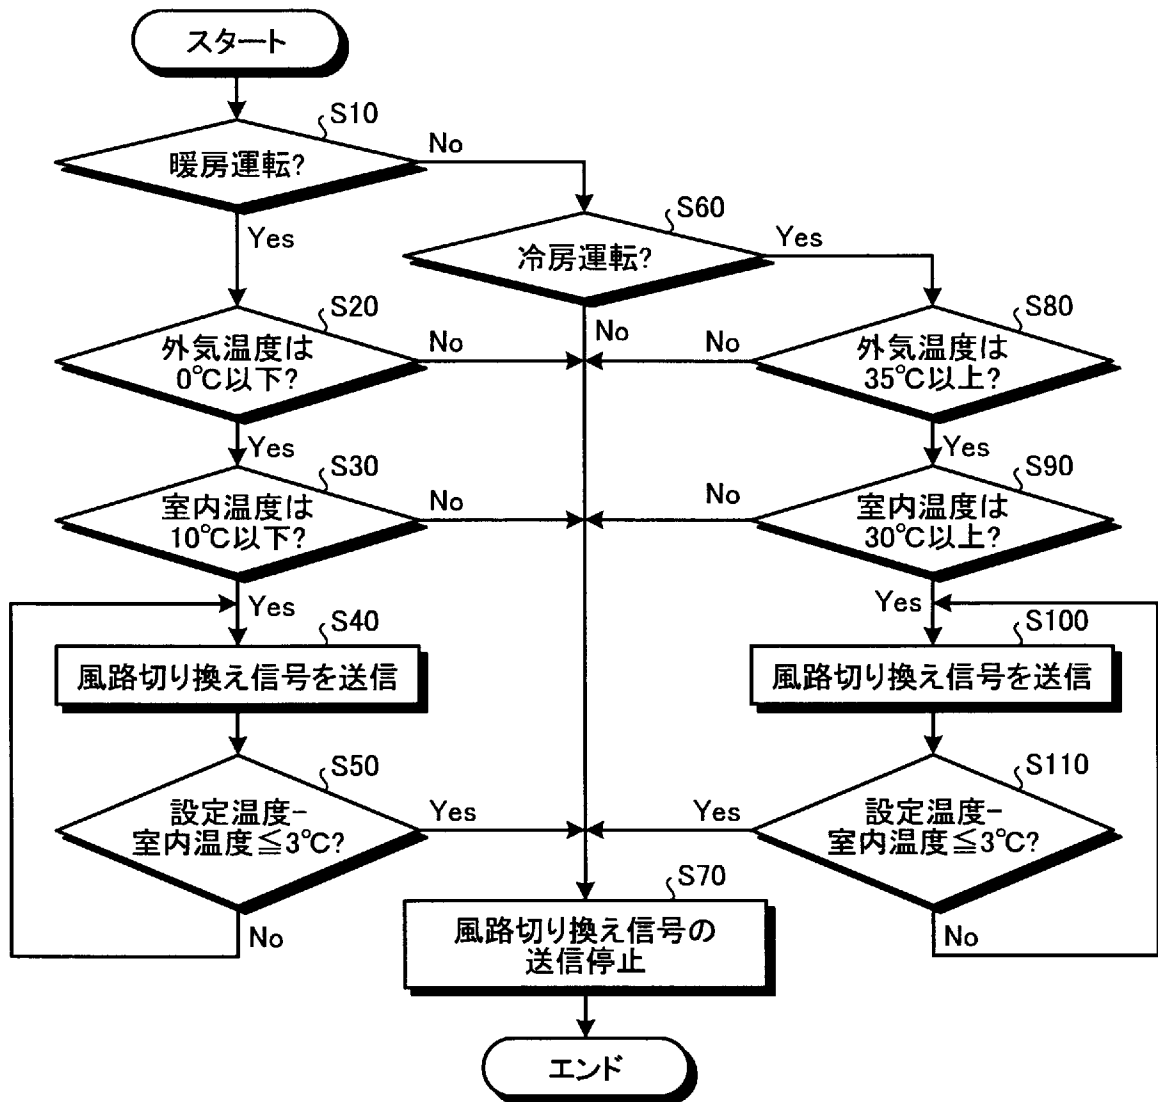 スタート
S10
暖房運転?
No
Yes
S60
冷房運転?
Yes
No
S20
外気温度は
0℃以下?
No
Yes
S80
外気温度は
35℃以上?
No
Yes
S30
室内温度は
10℃以下?
No
Yes
S90
室内温度は
30℃以上?
No
Yes
S40
風路切り換え信号を送信
S100
風路切り換え信号を送信
S50
設定温度−
室内温度≦3℃?
Yes
No
S110
設定温度−
室内温度≦3℃?
Yes
No
S70
風路切り換え信号の
送信停止
エンド